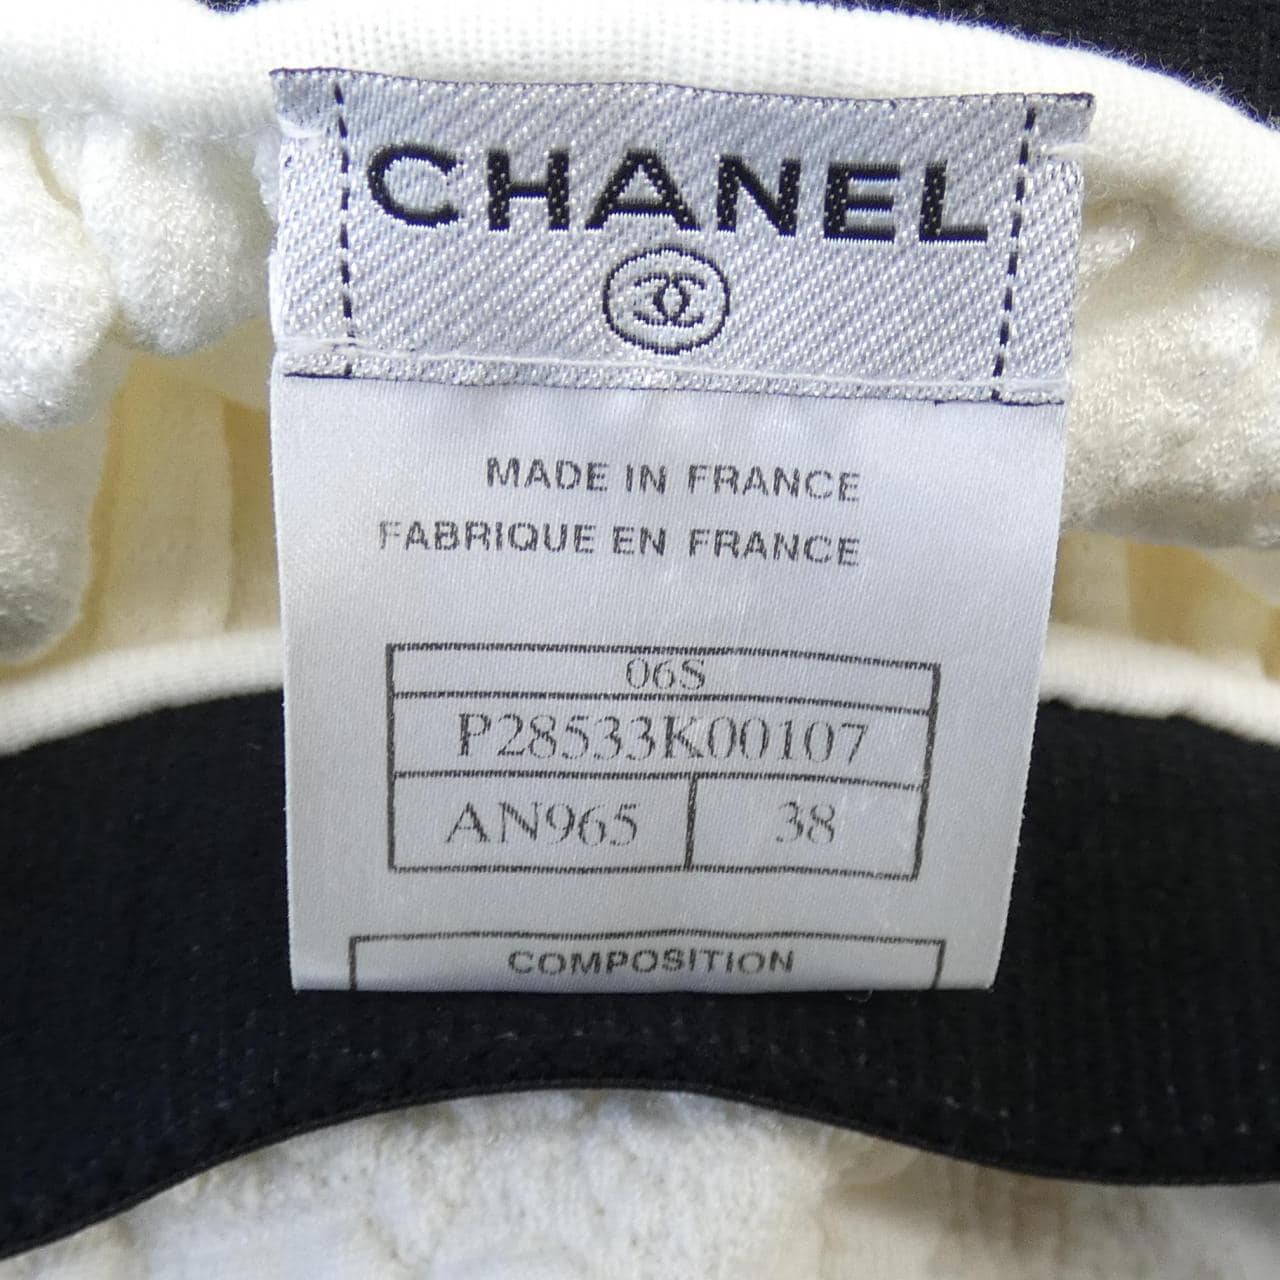 CHANEL
MADE IN FRANCE
FABRIQUE EN FRANCE
06S
P28533K00107
AN965 38
COMPOSITION